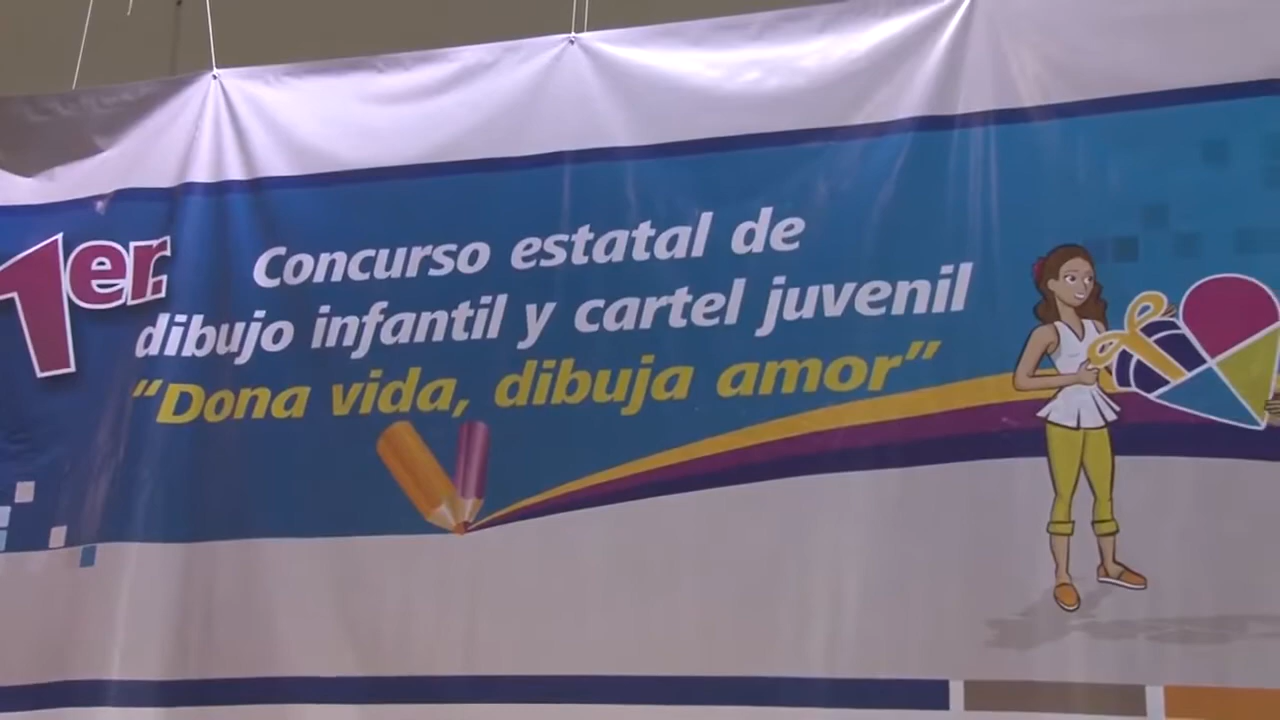 1er. Concurso estatal de
dibujo infantil y cartel juvenil
“Dona vida, dibuja amor”